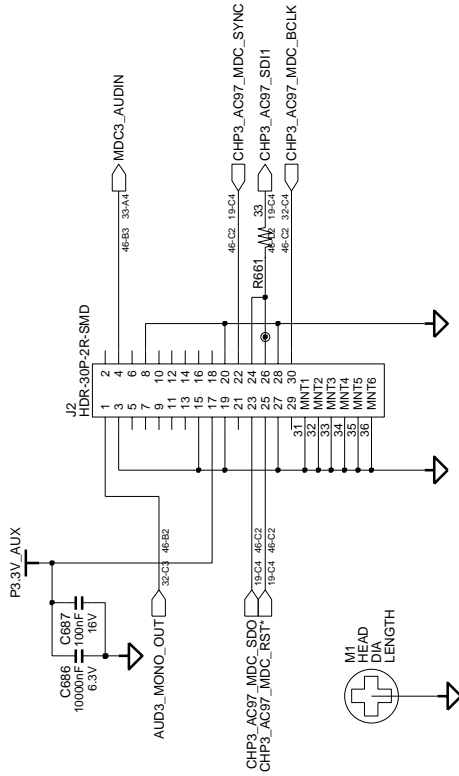 P3.3V_AUX
C686
10000nF
6.3V
C687
100nF
16V
AUD3_MONO_OUT
32-C3 46-B2
CHP3_AC97_MDC_SDO
19-C4 46-C2
CHP3_AC97_MDC_RST*
19-C4 46-C2
J2
HDR-30P-2R-SMD
1 2
3 4
5 6
7 8
9 10
11 12
13 14
15 16
17 18
19 20
21 22
23 24
25 26
27 28
29 30
31 MNT1
32 MNT2
33 MNT3
34 MNT4
35 MNT5
36 MNT6
MDC3_AUDIN
46-B3 33-A4
CHP3_AC97_MDC_SYNC
46-C2 19-C4
R661 33
CHP3_AC97_SDI1
46-D2 19-C4
CHP3_AC97_MDC_BCLK
46-C2 32-C4
M1
HEAD
DIA
LENGTH